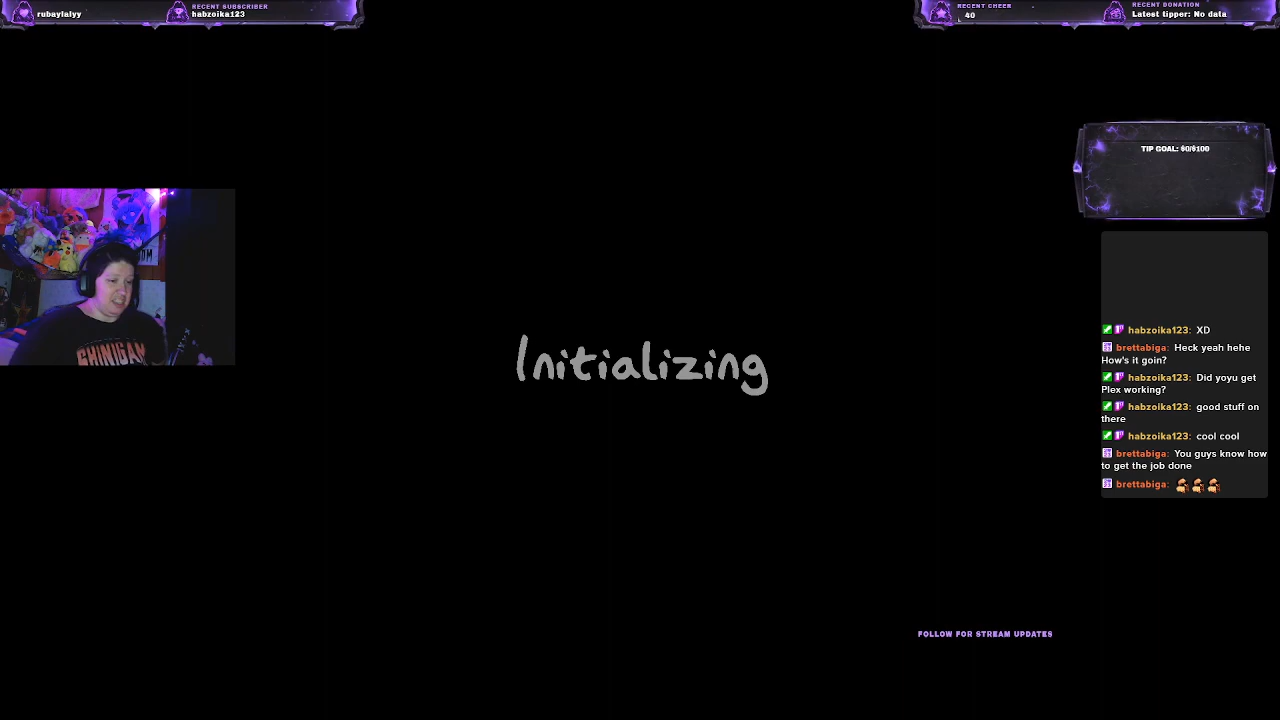 rubaylalyy
RECENT SUBSCRIBER
habzoika123
RECENT CHEER
40
RECENT DONATION
Latest tipper: No data
TIP GOAL: $0/$100
habzoika123: XD
brettabiga: Heck yeah hehe
How's it goin?
habzoika123: Did yoyu get
Plex working?
habzoika123: good stuff on
there
habzoika123: cool cool
brettabiga: You guys know how
to get the job done
brettabiga:
Initializing
FOLLOW FOR STREAM UPDATES